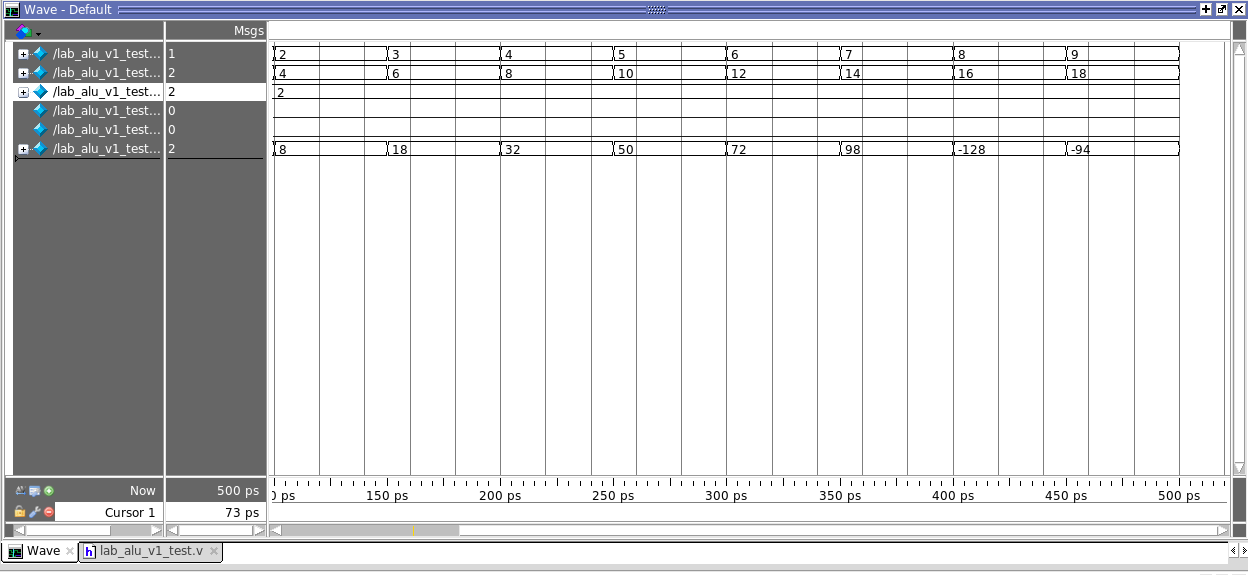 Wave - Default
Msgs
/lab_alu_v1_test... 1 2 3 4 5 6 7 8 9
/lab_alu_v1_test... 2 4 6 8 10 12 14 16 18
/lab_alu_v1_test... 2 2
/lab_alu_v1_test... 0
/lab_alu_v1_test... 0
/lab_alu_v1_test... 2 8 18 32 50 72 98 -128 -94
Now 500 ps 0 ps 150 ps 200 ps 250 ps 300 ps 350 ps 400 ps 450 ps 500 ps
Cursor 1 73 ps
Wave h lab_alu_v1_test.v